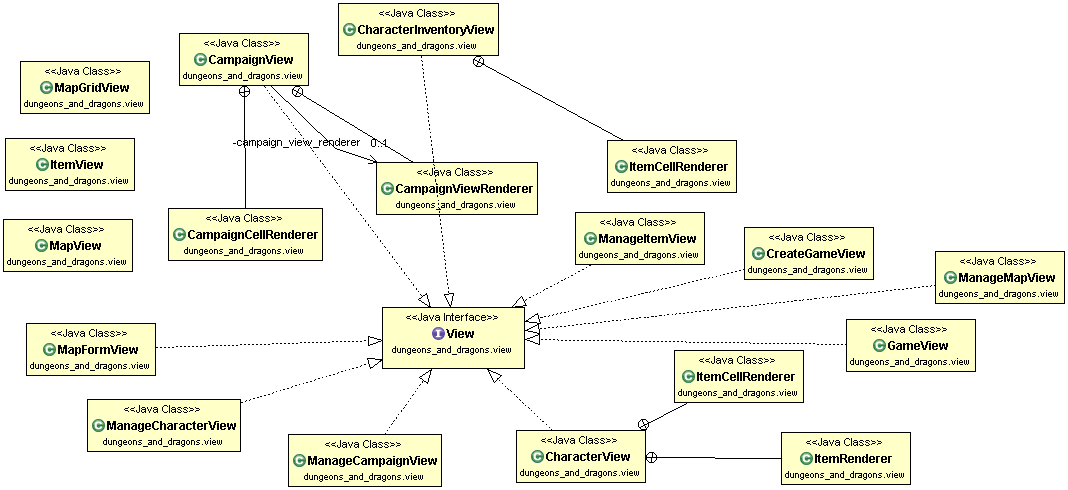 <<Java Class>>
CharacterInventoryView
dungeons_and_dragons.view
<<Java Class>>
CampaignView
dungeons_and_dragons.view
<<Java Class>>
MapGridView
dungeons_and_dragons.view
-campaign_view_renderer 0..1
<<Java Class>>
ItemView
dungeons_and_dragons.view
<<Java Class>>
ItemCellRenderer
dungeons_and_dragons.view
<<Java Class>>
CampaignViewRenderer
dungeons_and_dragons.view
<<Java Class>>
CampaignCellRenderer
dungeons_and_dragons.view
<<Java Class>>
MapView
dungeons_and_dragons.view
<<Java Class>>
ManageItemView
dungeons_and_dragons.view
<<Java Class>>
CreateGameView
dungeons_and_dragons.view
<<Java Class>>
ManageMapView
dungeons_and_dragons.view
<<Java Interface>>
View
dungeons_and_dragons.view
<<Java Class>>
MapFormView
dungeons_and_dragons.view
<<Java Class>>
GameView
dungeons_and_dragons.view
<<Java Class>>
ItemCellRenderer
dungeons_and_dragons.view
<<Java Class>>
ManageCharacterView
dungeons_and_dragons.view
<<Java Class>>
ManageCampaignView
dungeons_and_dragons.view
<<Java Class>>
CharacterView
dungeons_and_dragons.view
<<Java Class>>
ItemRenderer
dungeons_and_dragons.view